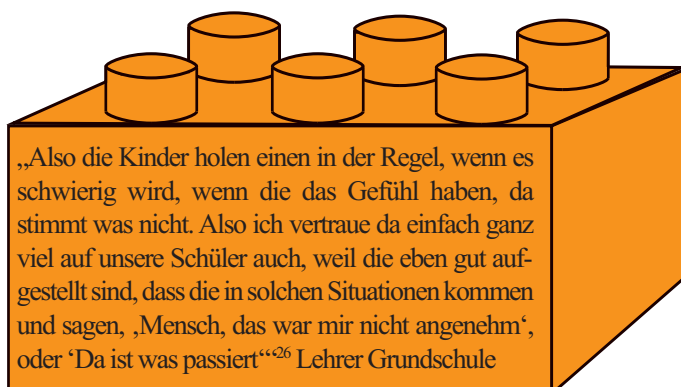 „Also die Kinder holen einen in der Regel, wenn es
schwierig wird, wenn die das Gefühl haben, da
stimmt was nicht. Also ich vertraue da einfach ganz
viel auf unsere Schüler auch, weil die eben gut auf-
gestellt sind, dass die in solchen Situationen kommen
und sagen, ‚Mensch, das war mir nicht angenehm‘,
oder ‘Da ist was passiert‘“²⁶ Lehrer Grundschule